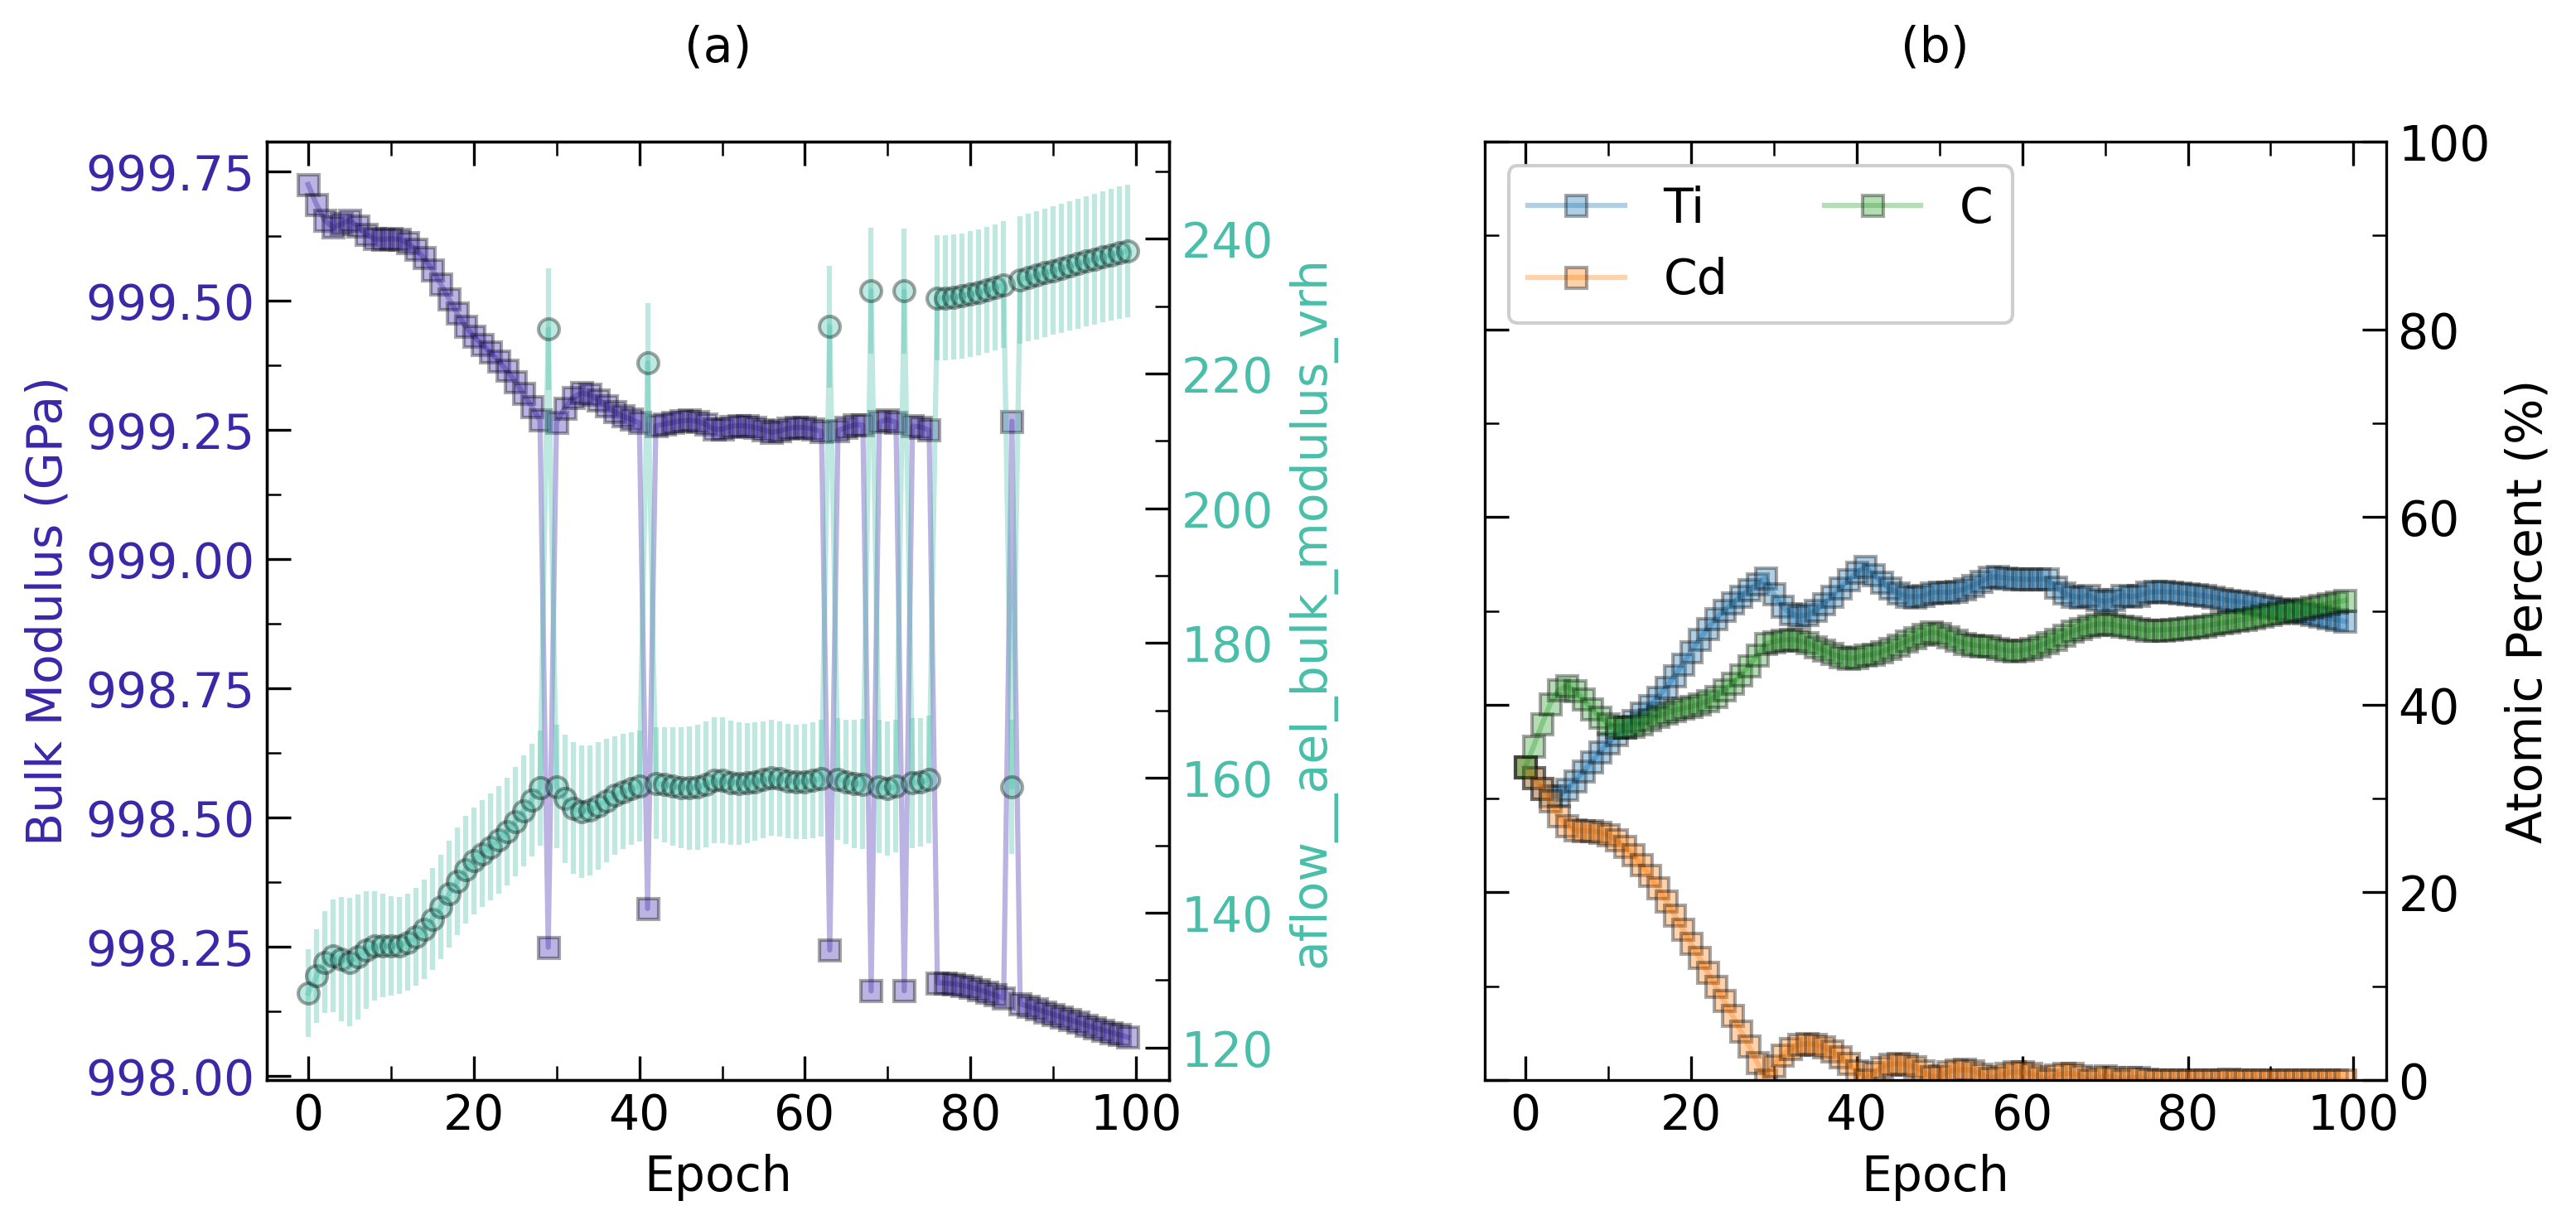 (a)
Bulk Modulus (GPa)
999.75
999.50
999.25
999.00
998.75
998.50
998.25
998.00
0 20 40 60 80 100
Epoch
240
220
200
180
160
140
120
aflow__ael_bulk_modulus_vrh
(b)
Ti C
Cd
0 20 40 60 80 100
Epoch
100
80
60
40
20
0
Atomic Percent (%)